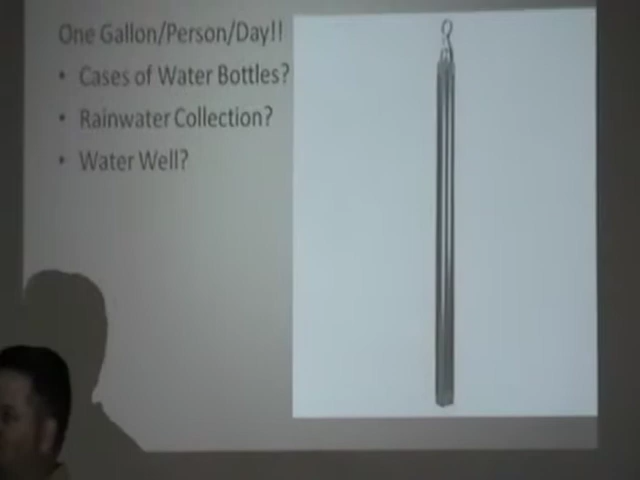 One Gallon/Person/Day!!
• Cases of Water Bottles?
• Rainwater Collection?
• Water Well?